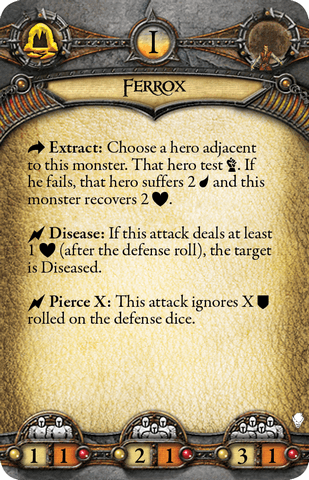 I
FERROX
Extract: Choose a hero adjacent
to this monster. That hero test . If
he fails, that hero suffers 2 and this
monster recovers 2 .
Disease: If this attack deals at least
1 (after the defense roll), the target
is Diseased.
Pierce X: This attack ignores X
rolled on the defense dice.
1 1 2 1 3 1